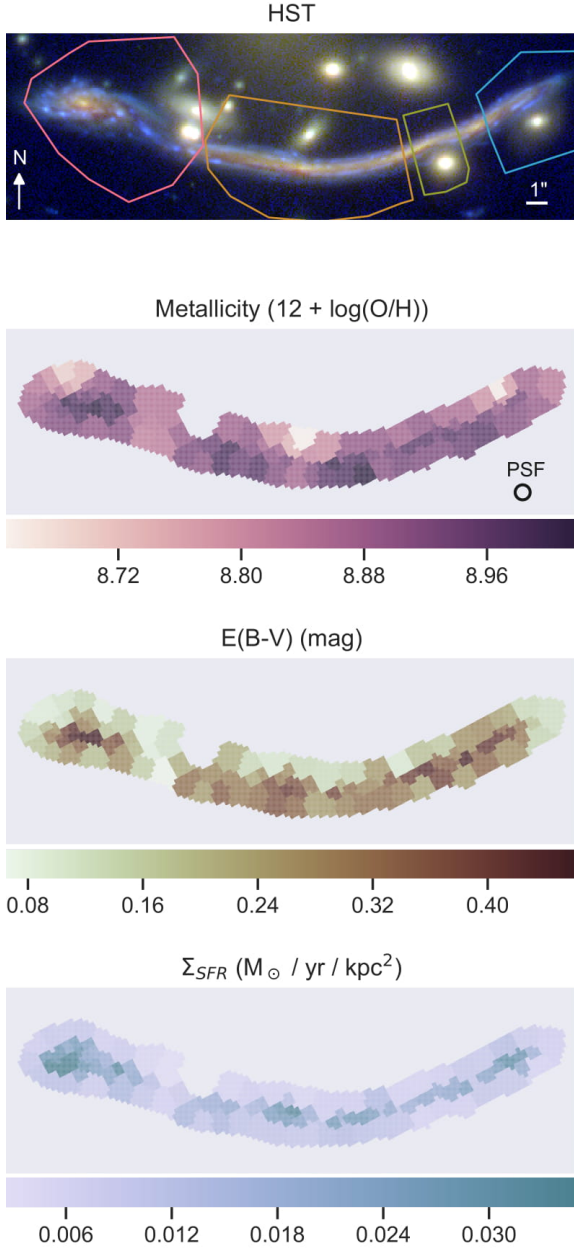 HST
N
1"
Metallicity (12 + log(O/H))
PSF
8.72 8.80 8.88 8.96
E(B-V) (mag)
0.08 0.16 0.24 0.32 0.40
Σ_SFR (M_⊙ / yr / kpc²)
0.006 0.012 0.018 0.024 0.030